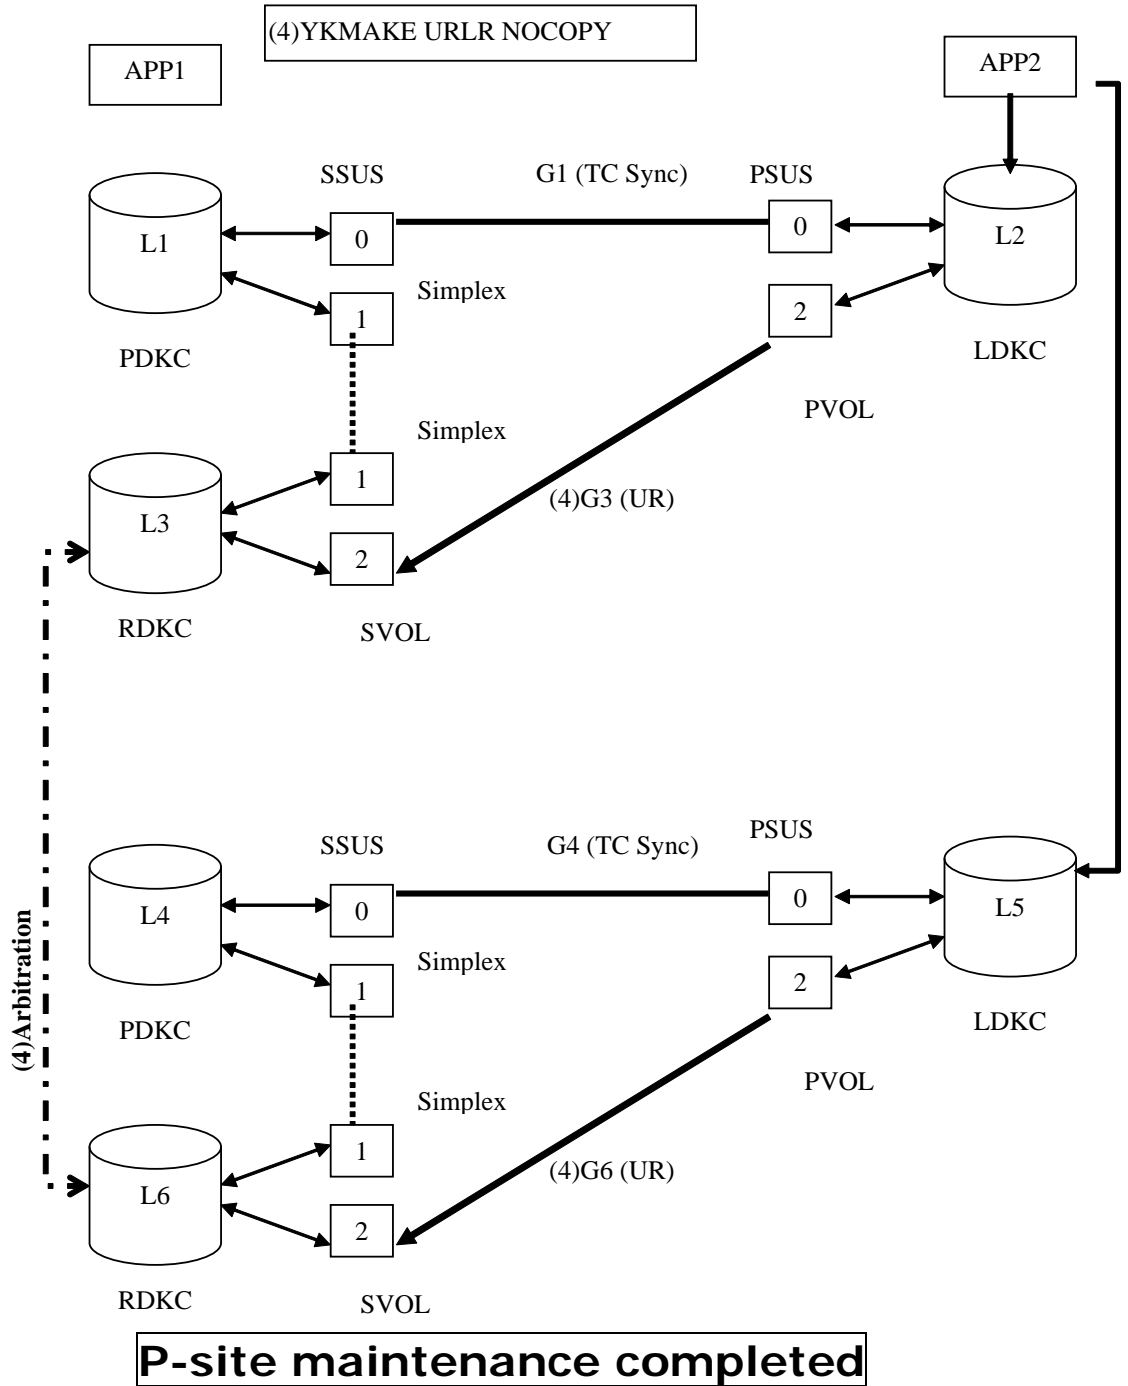 (4)YKMAKE URLR NOCOPY
APP1
APP2
SSUS
G1 (TC Sync)
PSUS
L1
0
0
L2
Simplex
1
2
PDKC
LDKC
PVOL
Simplex
1
L3
(4)G3 (UR)
2
RDKC
SVOL
SSUS
G4 (TC Sync)
PSUS
L4
0
0
L5
(4)Arbitration
Simplex
1
2
PDKC
LDKC
PVOL
Simplex
1
L6
(4)G6 (UR)
2
RDKC
SVOL
P-site maintenance completed